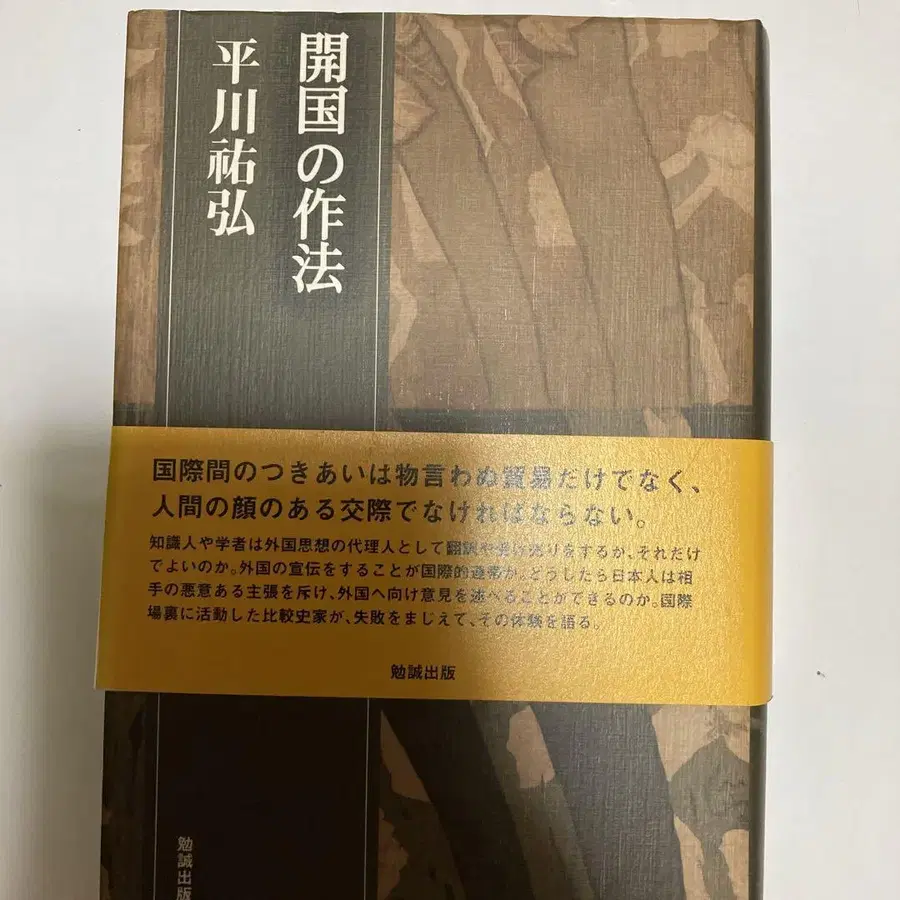 開国の作法
平川祐弘
国際間のつきあいは物言わぬ貿易だけでなく、
人間の顔のある交際でなければならない。
知識人や学者は外国思想の代理人として翻訳や受け売りをするか、それだけ
でよいのか。外国の宣伝をすることが国際的連帯か。どうしたら日本人は相
手の悪意ある主張を斥け、外国へ向け意見を述べることができるのか。国際
場裏に活動した比較史家が、失敗をまじえて、その体験を語る。
勉誠出版
勉誠出版